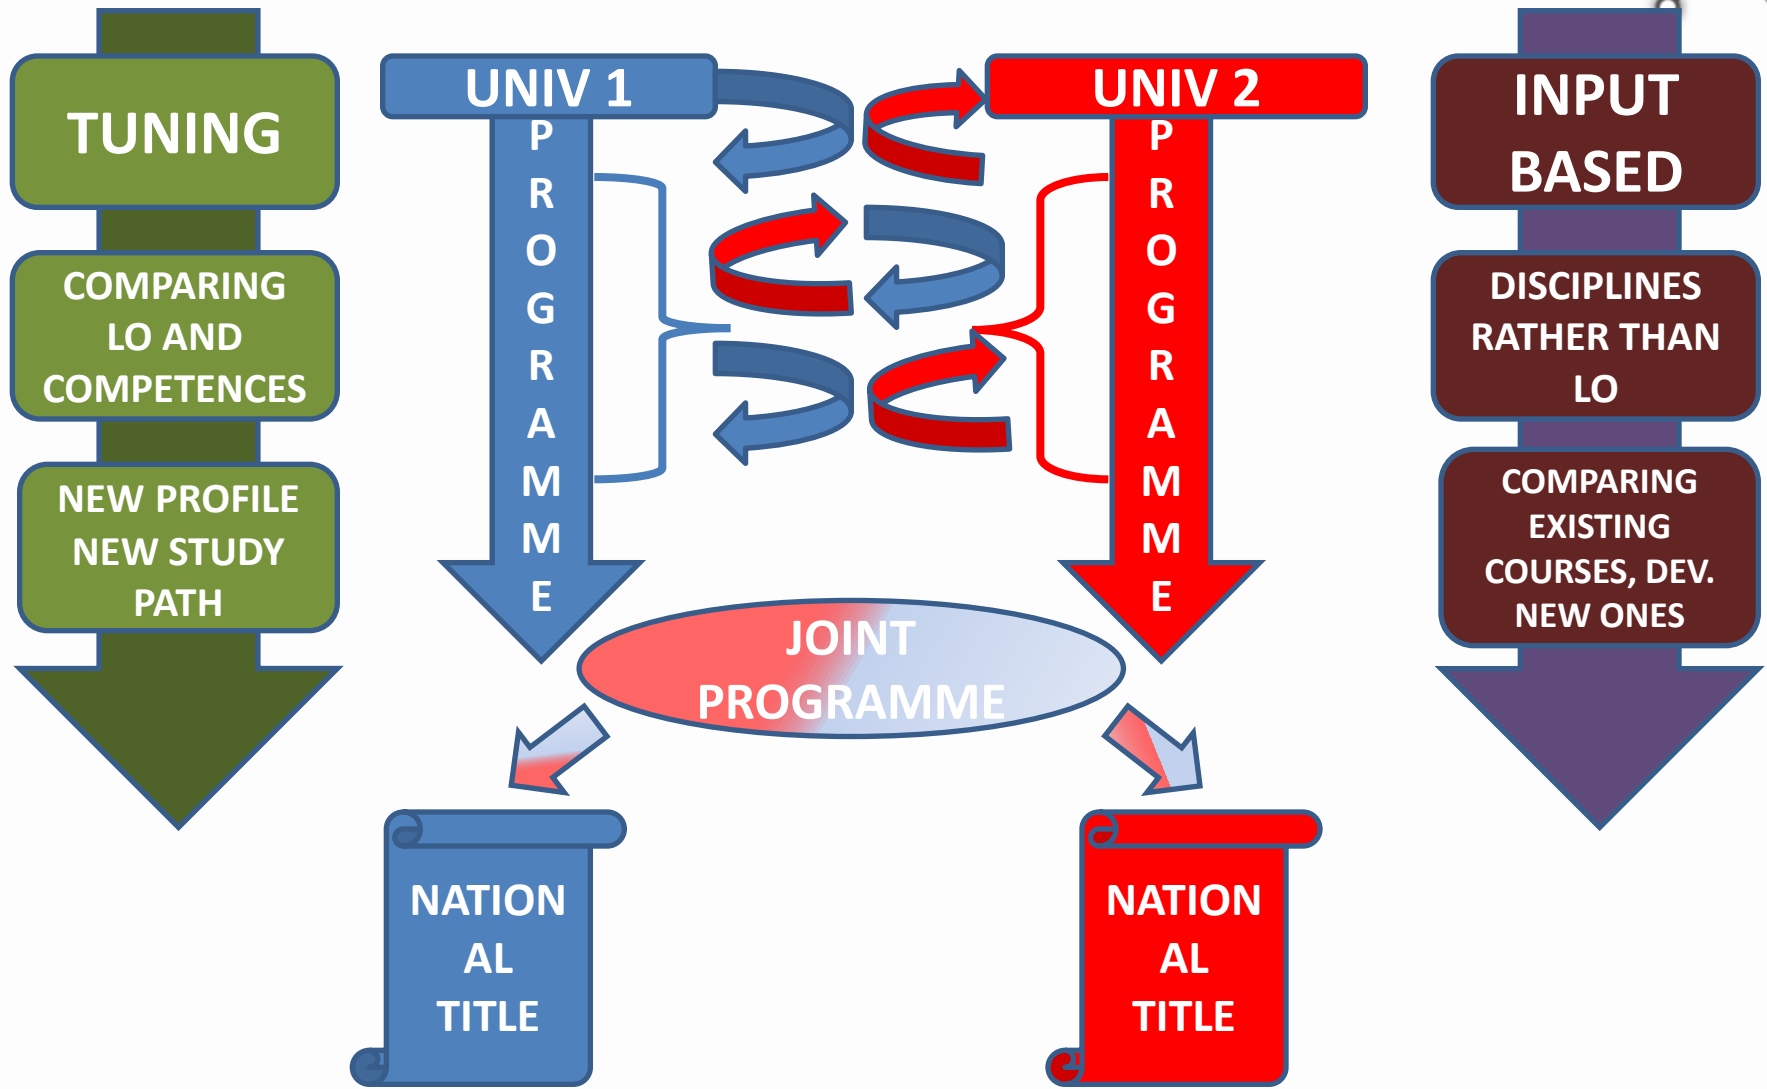 TUNING
COMPARING
LO AND
COMPETENCES
NEW PROFILE
NEW STUDY
PATH
UNIV 1
P
R
O
G
R
A
M
M
E
UNIV 2
P
R
O
G
R
A
M
M
E
JOINT
PROGRAMME
NATION
AL
TITLE
NATION
AL
TITLE
INPUT
BASED
DISCIPLINES
RATHER THAN
LO
COMPARING
EXISTING
COURSES, DEV.
NEW ONES